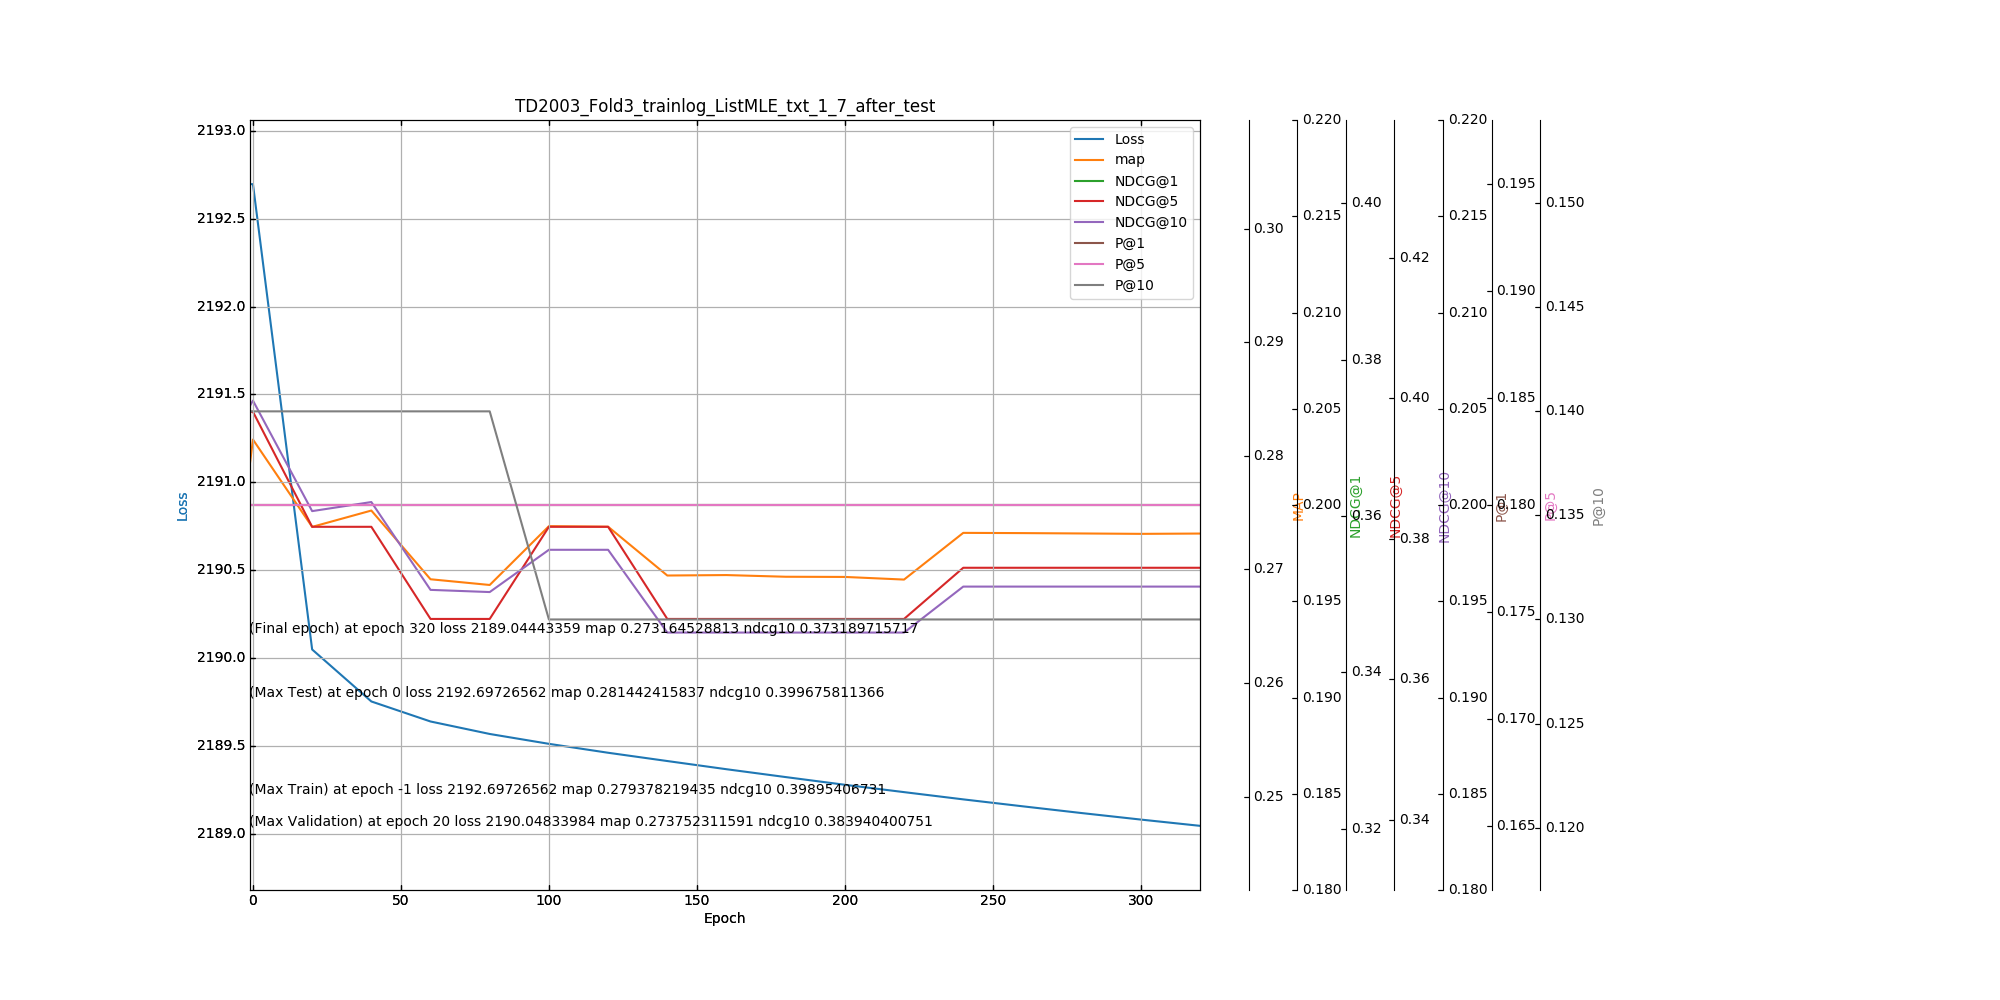 TD2003_Fold3_trainlog_ListMLE_txt_1_7_after_test
Loss
2193.0
2192.5
2192.0
2191.5
2191.0
2190.5
2190.0
2189.5
2189.0
Loss
map
NDCG@1
NDCG@5
NDCG@10
P@1
P@5
P@10
(Final epoch) at epoch 320 loss 2189.04443359 map 0.273164528813 ndcg10 0.373189715717
(Max Test) at epoch 0 loss 2192.69726562 map 0.281442415837 ndcg10 0.399675811366
(Max Train) at epoch -1 loss 2192.69726562 map 0.279378219435 ndcg10 0.39895406731
(Max Validation) at epoch 20 loss 2190.04833984 map 0.273752311591 ndcg10 0.383940400751
0 50 100 150 200 250 300
Epoch
0.30
0.29
0.28
0.27
0.26
0.25
MAP
0.220
0.215
0.210
0.205
0.200
0.195
0.190
0.185
0.180
NDCG@1
0.40
0.38
0.36
0.34
0.32
NDCG@5
0.42
0.40
0.38
0.36
0.34
NDCG@10
0.220
0.215
0.210
0.205
0.200
0.195
0.190
0.185
0.180
P@1
0.195
0.190
0.185
0.180
0.175
0.170
0.165
P@5
0.150
0.145
0.140
0.135
0.130
0.125
0.120
P@10